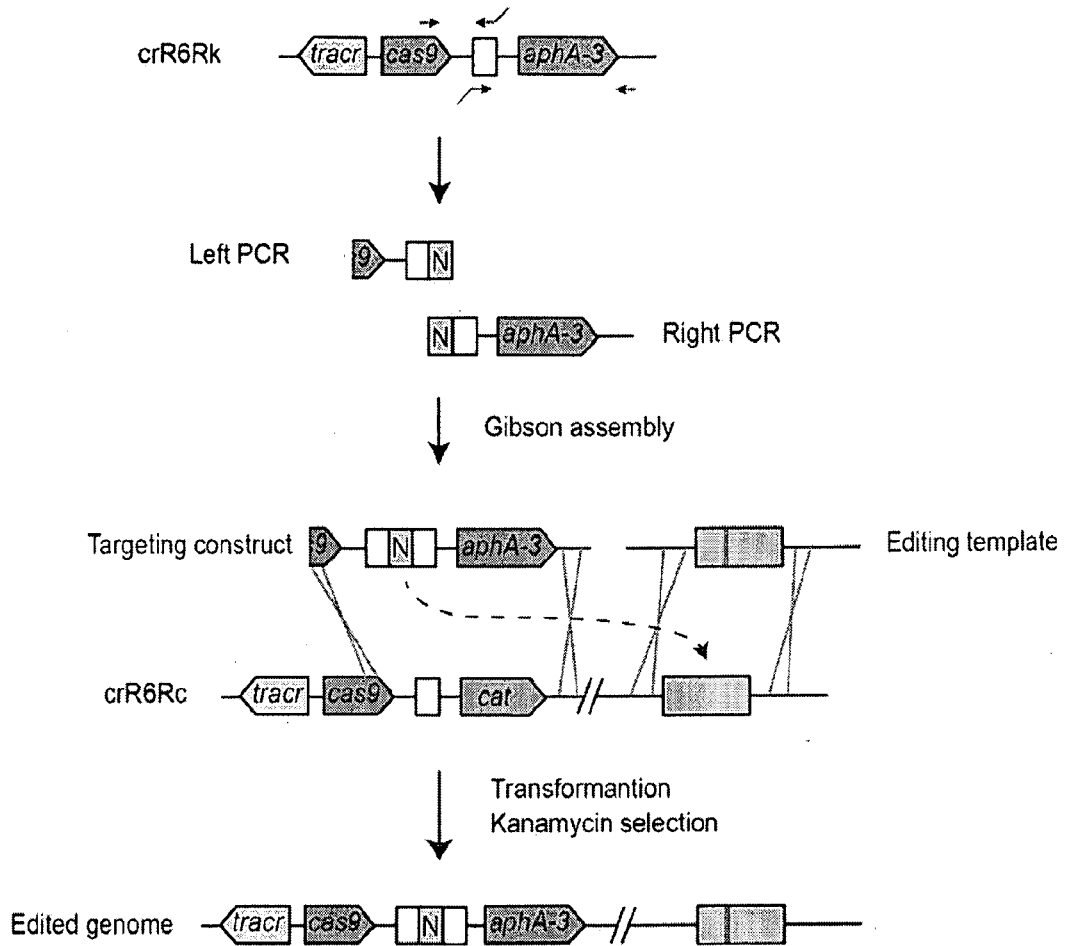 crR6Rk tracr cas9 aphA-3
Left PCR 9 N
N aphA-3 Right PCR
Gibson assembly
Targeting construct 9 N aphA-3 Editing template
crR6Rc tracr cas9 cat
Transformantion
Kanamycin selection
Edited genome tracr cas9 N aphA-3